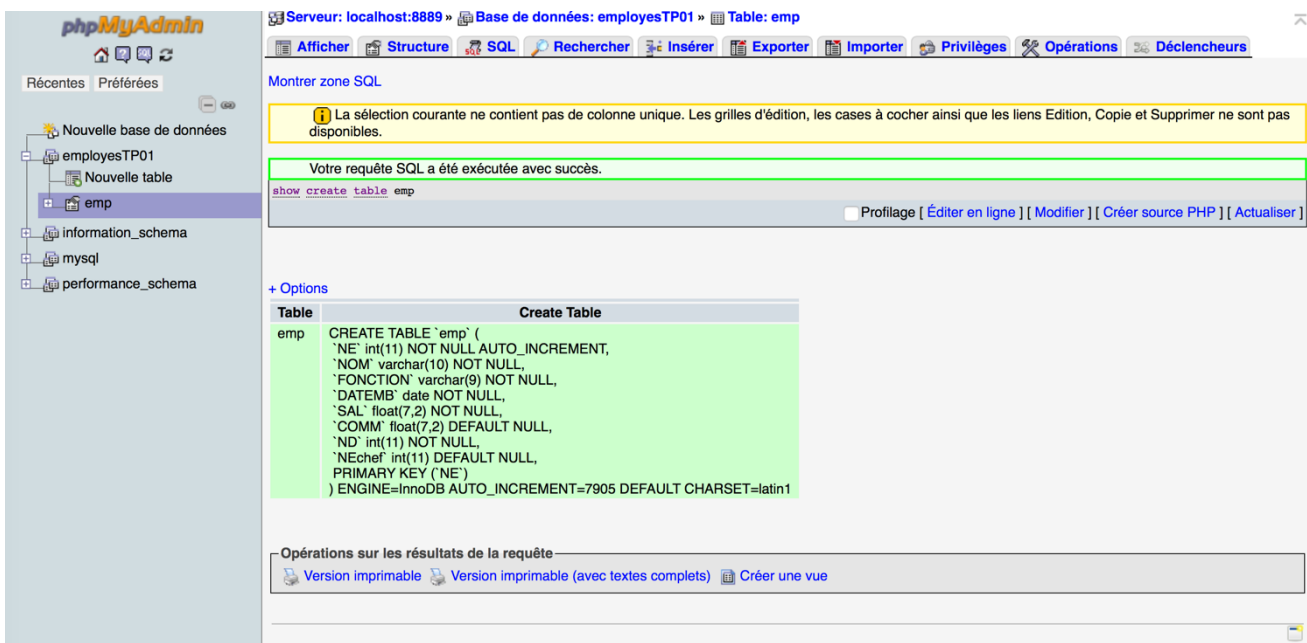 phpMyAdmin
Récentes Préférées
Nouvelle base de données
employesTP01
Nouvelle table
emp
information_schema
mysql
performance_schema
Serveur: localhost:8889 » Base de données: employesTP01 » Table: emp
Afficher Structure SQL Rechercher Insérer Exporter Importer Privilèges Opérations Déclencheurs
Montrer zone SQL
La sélection courante ne contient pas de colonne unique. Les grilles d'édition, les cases à cocher ainsi que les liens Edition, Copie et Supprimer ne sont pas
disponibles.
Votre requête SQL a été exécutée avec succès.
show create table emp
Profilage [ Éditer en ligne ] [ Modifier ] [ Créer source PHP ] [ Actualiser ]
+ Options
Table Create Table
emp CREATE TABLE `emp` (
`NE` int(11) NOT NULL AUTO_INCREMENT,
`NOM` varchar(10) NOT NULL,
`FONCTION` varchar(9) NOT NULL,
`DATEMB` date NOT NULL,
`SAL` float(7,2) NOT NULL,
`COMM` float(7,2) DEFAULT NULL,
`ND` int(11) NOT NULL,
`NEchef` int(11) DEFAULT NULL,
PRIMARY KEY (`NE`)
) ENGINE=InnoDB AUTO_INCREMENT=7905 DEFAULT CHARSET=latin1
Opérations sur les résultats de la requête
Version imprimable Version imprimable (avec textes complets) Créer une vue